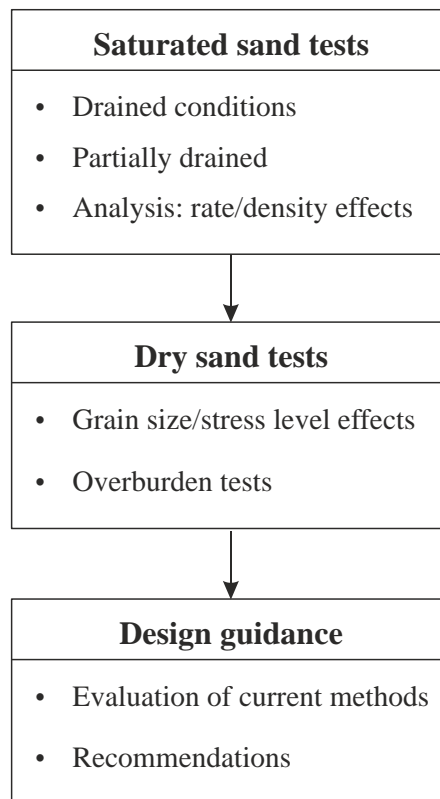 Saturated sand tests
• Drained conditions
• Partially drained
• Analysis: rate/density effects
Dry sand tests
• Grain size/stress level effects
• Overburden tests
Design guidance
• Evaluation of current methods
• Recommendations